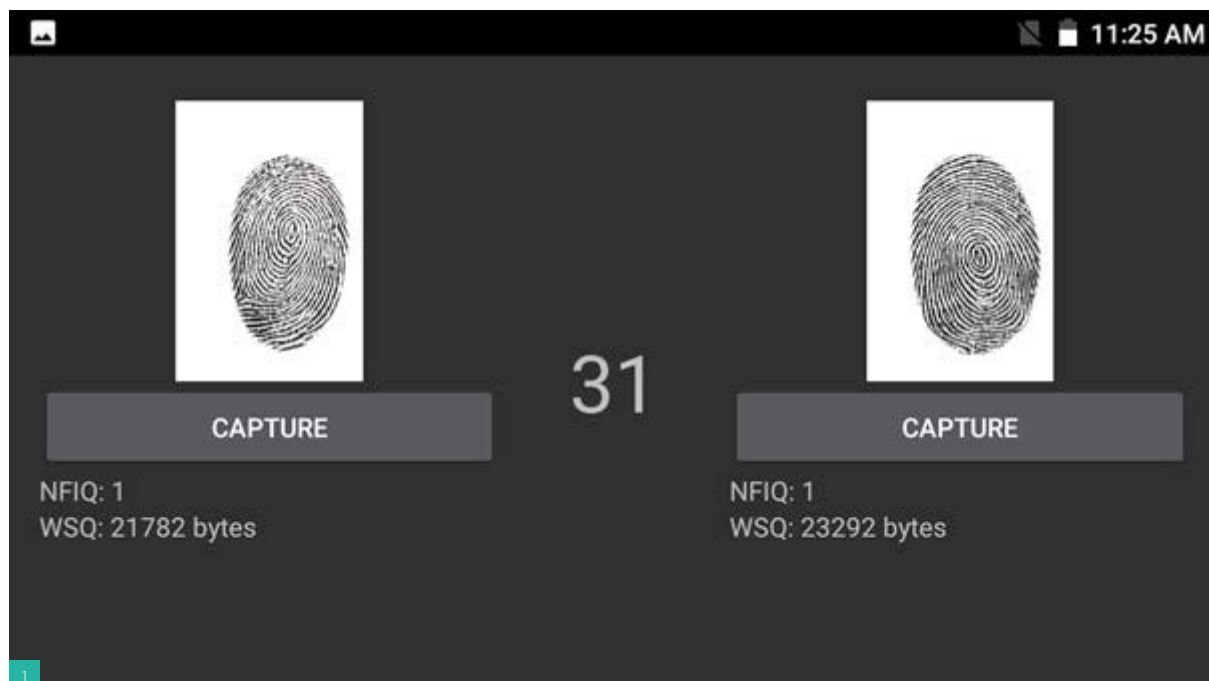 11:25 AM
CAPTURE
NFIQ: 1
WSQ: 21782 bytes
31
CAPTURE
NFIQ: 1
WSQ: 23292 bytes
1